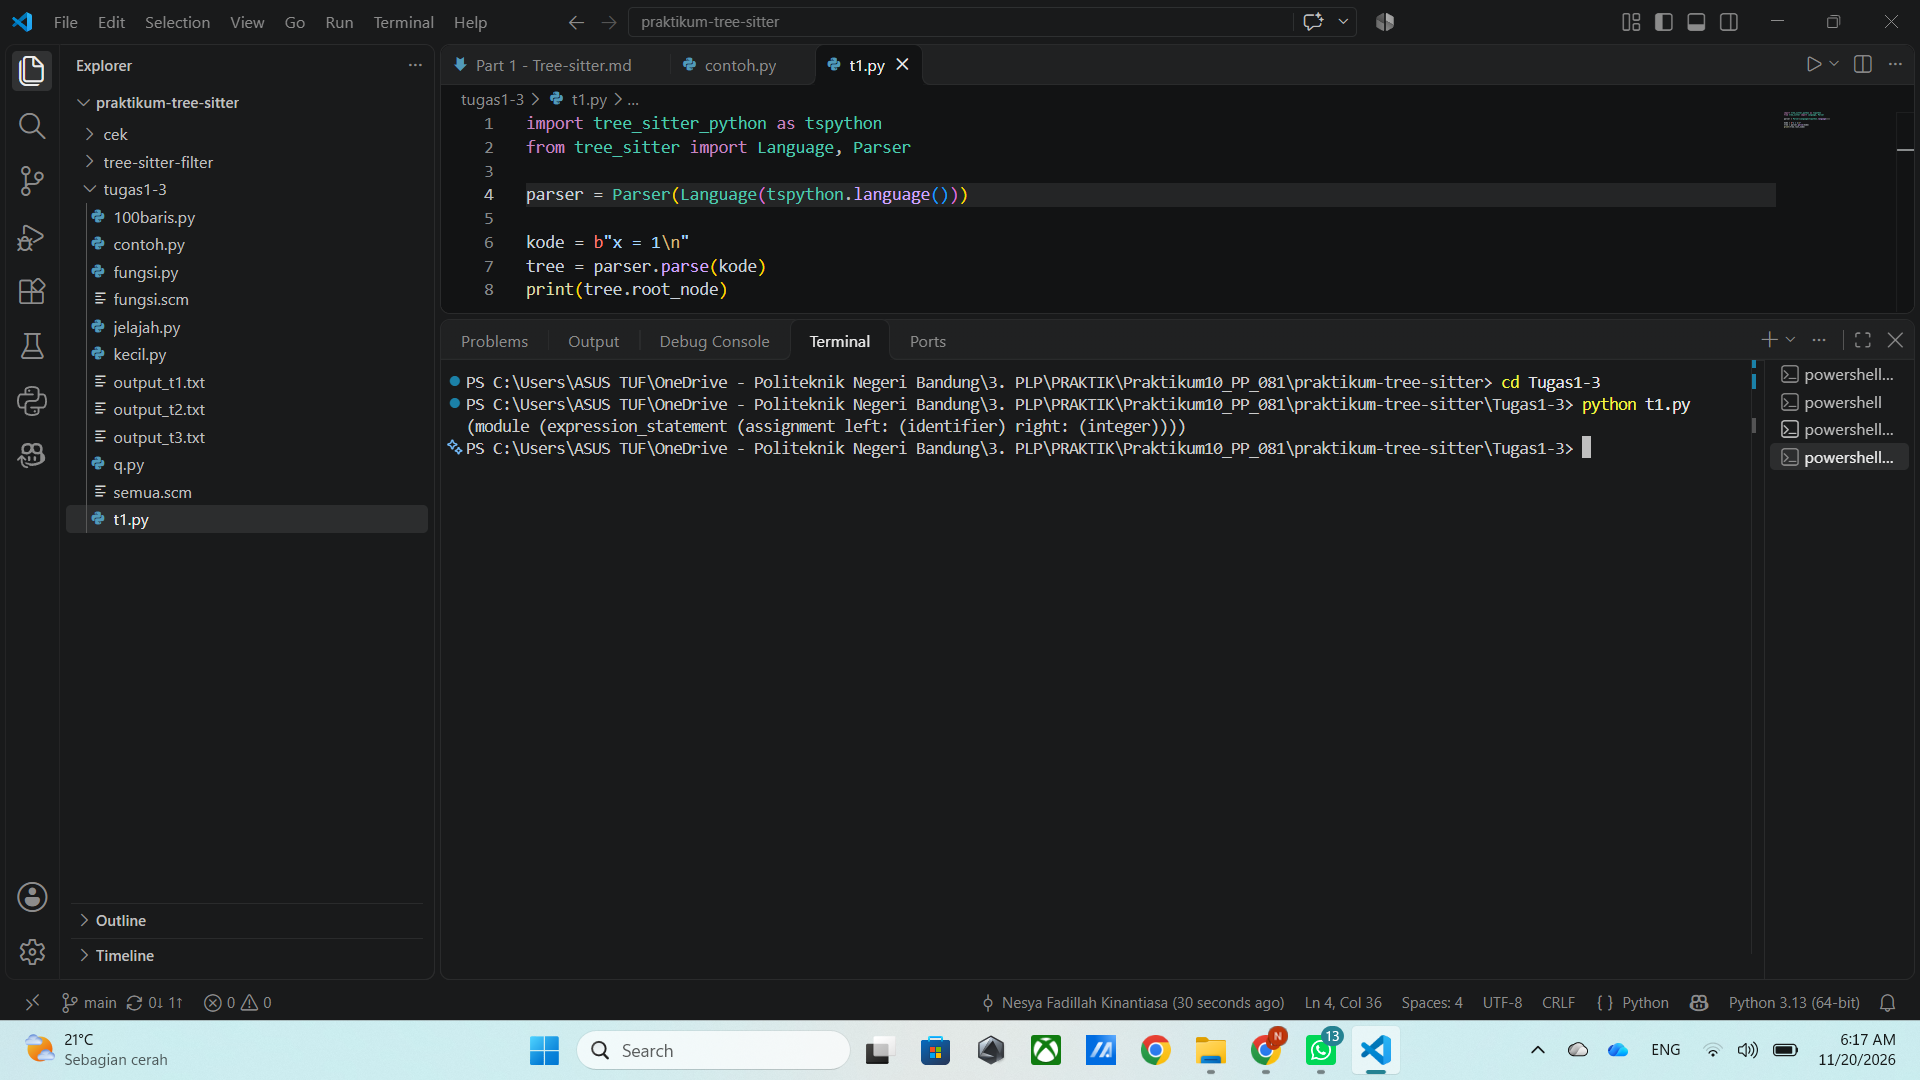 File Edit Selection View Go Run Terminal Help
praktikum-tree-sitter
Explorer
praktikum-tree-sitter
cek
tree-sitter-filter
tugas1-3
100baris.py
contoh.py
fungsi.py
fungsi.scm
jelajah.py
kecil.py
output_t1.txt
output_t2.txt
output_t3.txt
q.py
semua.scm
t1.py
Outline
Timeline
Part 1 - Tree-sitter.md
contoh.py
t1.py
tugas1-3 > t1.py > ...
1 import tree_sitter_python as tspython
2 from tree_sitter import Language, Parser
3
4 parser = Parser(Language(tspython.language()))
5
6 kode = b"x = 1\n"
7 tree = parser.parse(kode)
8 print(tree.root_node)
Problems Output Debug Console Terminal Ports
PS C:\Users\ASUS TUF\OneDrive - Politeknik Negeri Bandung\3. PLP\PRAKTIK\Praktikum10_PP_081\praktikum-tree-sitter> cd Tugas1-3
PS C:\Users\ASUS TUF\OneDrive - Politeknik Negeri Bandung\3. PLP\PRAKTIK\Praktikum10_PP_081\praktikum-tree-sitter\Tugas1-3> python t1.py
(module (expression_statement (assignment left: (identifier) right: (integer))))
PS C:\Users\ASUS TUF\OneDrive - Politeknik Negeri Bandung\3. PLP\PRAKTIK\Praktikum10_PP_081\praktikum-tree-sitter\Tugas1-3>
powershell...
powershell
powershell...
powershell...
main 0↓ 1↑ 0 0
Nesya Fadillah Kinantiasa (30 seconds ago) Ln 4, Col 36 Spaces: 4 UTF-8 CRLF { } Python Python 3.13 (64-bit)
21°C
Sebagian cerah
Search
N
13
ENG
6:17 AM
11/20/2026